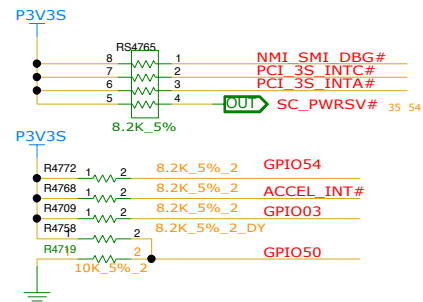 P3V3S
RS4765
8 1 NMI_SMI_DBG#
7 2 PCI_3S_INTC#
6 3 PCI_3S_INTA#
5 4 OUT SC_PWRSV# 35 54
8.2K_5%
P3V3S
R4772 1 2 8.2K_5%_2 GPIO54
R4768 1 2 8.2K_5%_2 ACCEL_INT#
R4709 1 2 8.2K_5%_2 GPIO03
R4758 1 2 8.2K_5%_2_DY
R4719 1 2 GPIO50
10K_5%_2